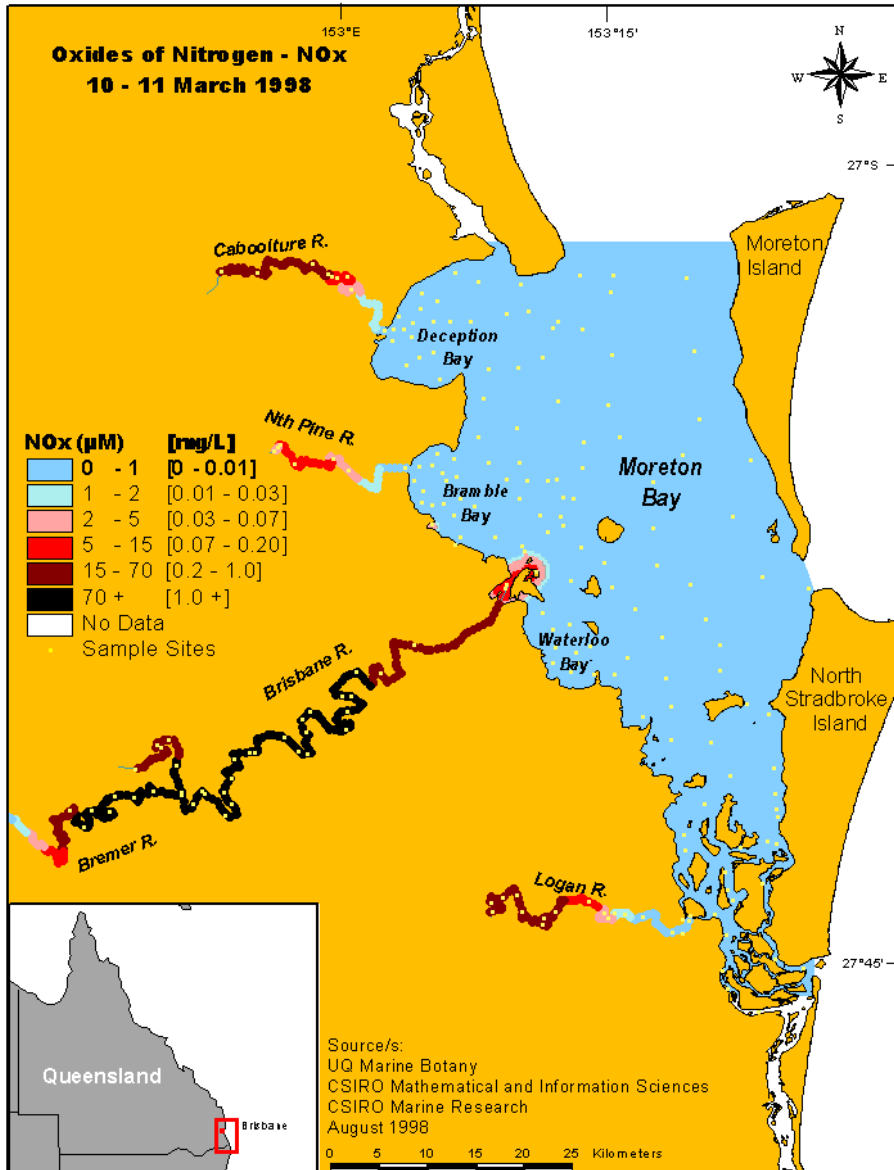 153°E
153°15'
Oxides of Nitrogen - NOx
10 - 11 March 1998
N
W E
S
27°S
Moreton
Island
Caboolture R.
Deception
Bay
Nth Pine R.
NOx (µM) [mg/L]
0 - 1 [0 - 0.01]
1 - 2 [0.01 - 0.03]
2 - 5 [0.03 - 0.07]
5 - 15 [0.07 - 0.20]
15 - 70 [0.2 - 1.0]
70 + [1.0 +]
No Data
Sample Sites
Bramble
Bay
Moreton
Bay
Waterloo
Bay
Brisbane R.
North
Stradbroke
Island
Bremer R.
Logan R.
27°45'
Queensland
Brisbane
Source/s:
UQ Marine Botany
CSIRO Mathematical and Information Sciences
CSIRO Marine Research
August 1998
0 5 10 15 20 25 Kilometers